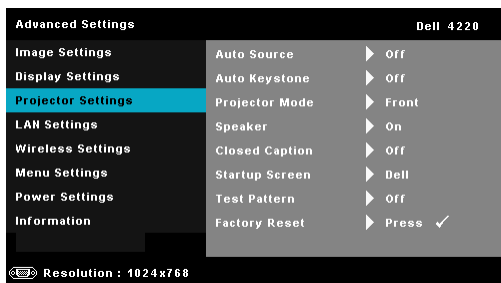 Advanced Settings Dell 4220
Image Settings
Display Settings
Projector Settings
LAN Settings
Wireless Settings
Menu Settings
Power Settings
Information
Auto Source Off
Auto Keystone Off
Projector Mode Front
Speaker On
Closed Caption Off
Startup Screen Dell
Test Pattern Off
Factory Reset Press
Resolution : 1024x768